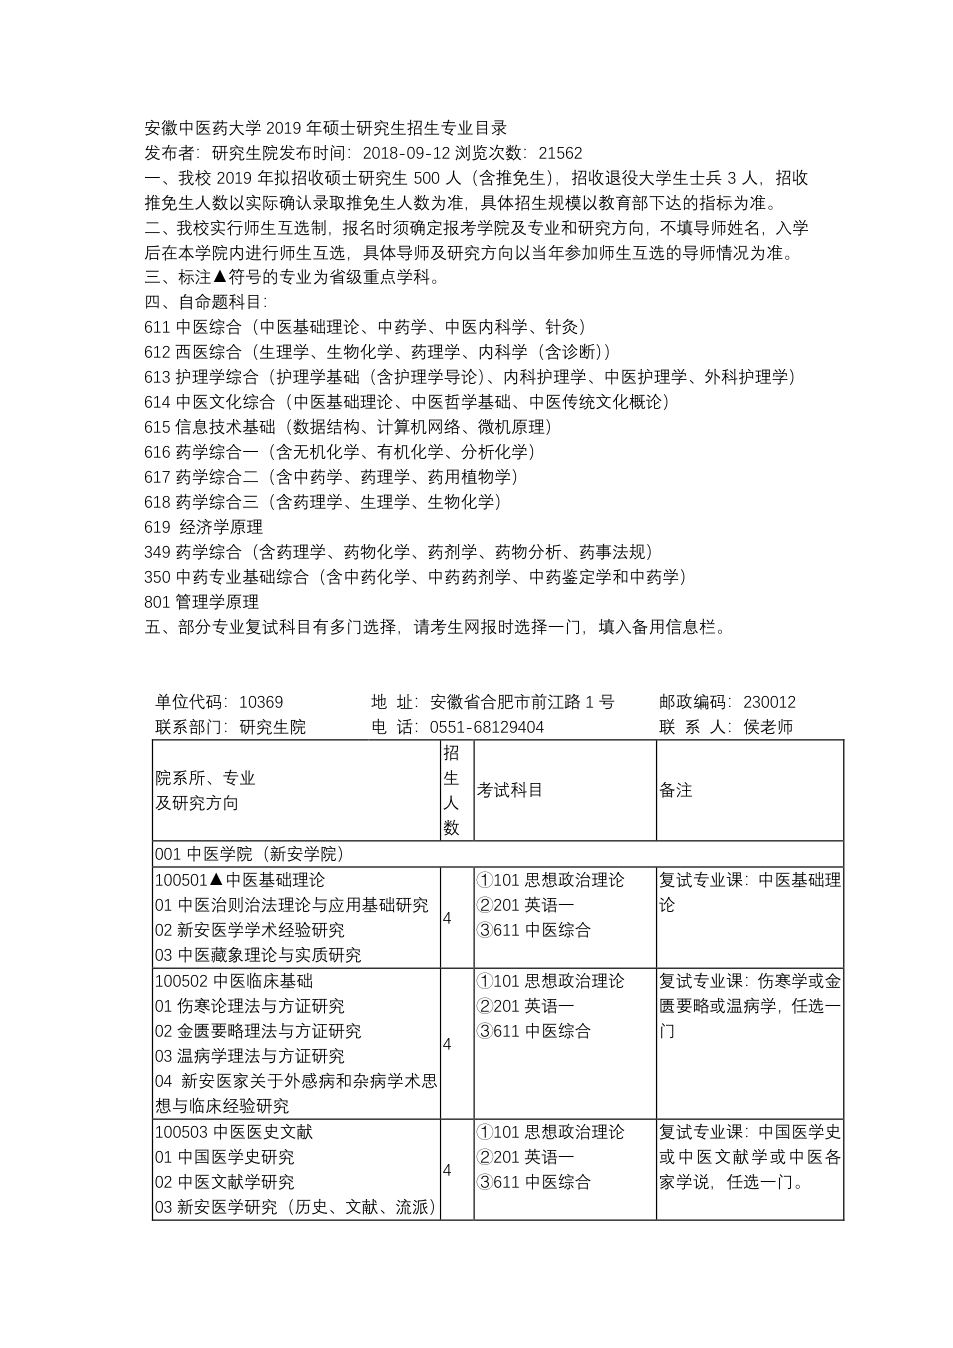 安徽中医药大学 2019 年硕士研究生招生专业目录
发布者：研究生院发布时间：2018-09-12 浏览次数：21562
一、我校 2019 年拟招收硕士研究生 500 人（含推免生），招收退役大学生士兵 3 人，招收
推免生人数以实际确认录取推免生人数为准，具体招生规模以教育部下达的指标为准。
二、我校实行师生互选制，报名时须确定报考学院及专业和研究方向，不填导师姓名，入学
后在本学院内进行师生互选，具体导师及研究方向以当年参加师生互选的导师情况为准。
三、标注▲符号的专业为省级重点学科。
四、自命题科目：
611 中医综合（中医基础理论、中药学、中医内科学、针灸）
612 西医综合（生理学、生物化学、药理学、内科学（含诊断））
613 护理学综合（护理学基础（含护理学导论）、内科护理学、中医护理学、外科护理学）
614 中医文化综合（中医基础理论、中医哲学基础、中医传统文化概论）
615 信息技术基础（数据结构、计算机网络、微机原理）
616 药学综合一（含无机化学、有机化学、分析化学）
617 药学综合二（含中药学、药理学、药用植物学）
618 药学综合三（含药理学、生理学、生物化学）
619 经济学原理
349 药学综合（含药理学、药物化学、药剂学、药物分析、药事法规）
350 中药专业基础综合（含中药化学、中药药剂学、中药鉴定学和中药学）
801 管理学原理
五、部分专业复试科目有多门选择，请考生网报时选择一门，填入备用信息栏。
单位代码：10369 地 址：安徽省合肥市前江路 1 号 邮政编码：230012
联系部门：研究生院 电 话：0551-68129404 联 系 人：侯老师
院系所、专业
及研究方向
招
生
人
数
考试科目
备注
001 中医学院（新安学院）
100501▲中医基础理论
01 中医治则治法理论与应用基础研究
02 新安医学学术经验研究
03 中医藏象理论与实质研究
4
①101 思想政治理论
②201 英语一
③611 中医综合
复试专业课：中医基础理
论
100502 中医临床基础
01 伤寒论理法与方证研究
02 金匮要略理法与方证研究
03 温病学理法与方证研究
04 新安医家关于外感病和杂病学术思
想与临床经验研究
4
①101 思想政治理论
②201 英语一
③611 中医综合
复试专业课：伤寒学或金
匮要略或温病学，任选一
门
100503 中医医史文献
01 中国医学史研究
02 中医文献学研究
03 新安医学研究（历史、文献、流派）
4
①101 思想政治理论
②201 英语一
③611 中医综合
复试专业课：中国医学史
或中医文献学或中医各
家学说，任选一门。